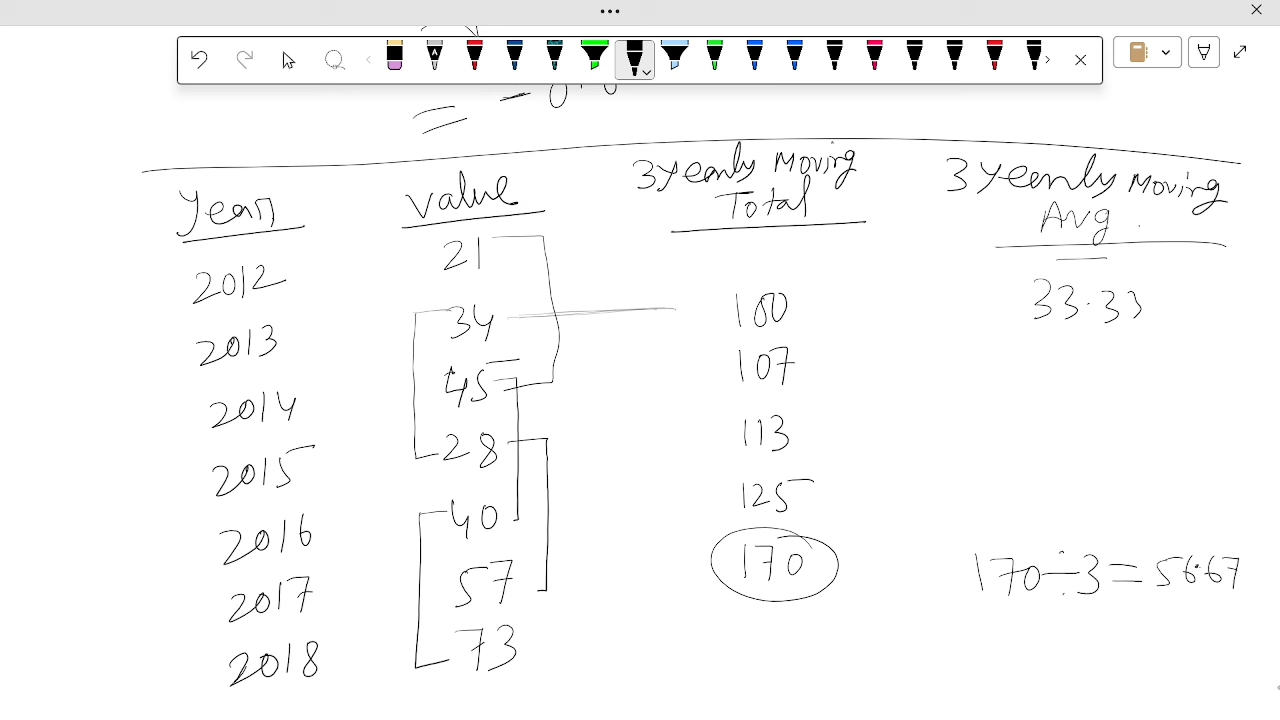 Year value 3 Yearly Moving Total 3 Yearly Moving Avg.
2012 21
2013 34 100 33.33
2014 45 107
2015 28 113
2016 40 125
2017 57 170 170÷3=56.67
2018 73